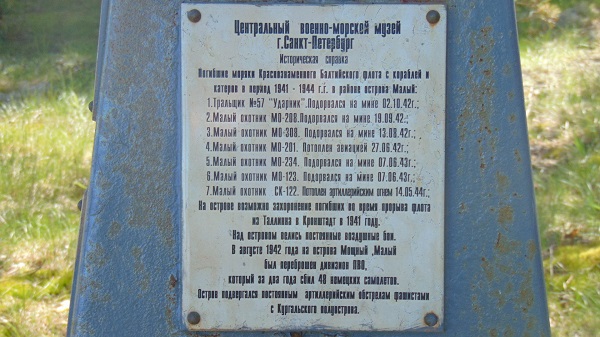 Центральный военно-морской музей
г.Санкт-Петербург
Историческая справка
Погибшие моряки Краснознаменного Балтийского флота с кораблей и
катеров в период 1941 - 1944 г.г. в районе острова Малый:
1.Тральщик №57 "Ударник".Подорвался на мине 02.10.42г.;
2.Малый охотник МО-208.Подорвался на мине 19.09.42.;
3.Малый охотник МО-308. Подорвался на мине 13.08.42г.;
4.Малый охотник МО-201. Потоплен авиацией 27.06.42г.;
5.Малый охотник МО-234. Подорвался на мине 07.06.43г.;
6.Малый охотник МО-123. Подорвался на мине 07.06.43г;
7.Малый охотник СК-122. Потоплен артиллерийским огнем 14.05.44г.;
На острове возможно захоронение погибших во время прорыва флота
из Таллинна в Кронштадт в 1941 году.
Над островом велись постоянные воздушные бои.
В августе 1942 года на острова Мощный ,Малый
был переброшен дивизион ПВО,
который за два года сбил 40 немецких самолетов.
Остров подвергался постоянным артиллерийским обстрелам фашистами
с Кургальского полуострова.